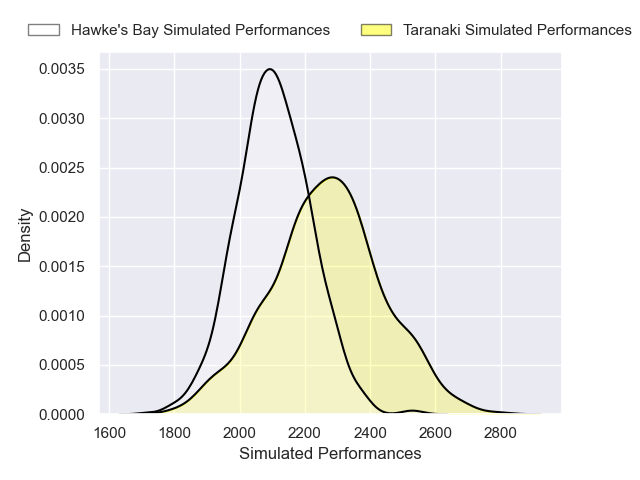 Hawke's Bay Simulated Performances Taranaki Simulated Performances
0.0035
0.0030
0.0025
0.0020
0.0015
0.0010
0.0005
0.0000
Density
1600 1800 2000 2200 2400 2600 2800
Simulated Performances